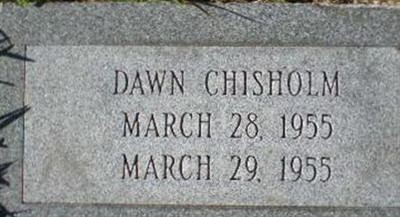 DAWN CHISHOLM
MARCH 28, 1955
MARCH 29, 1955